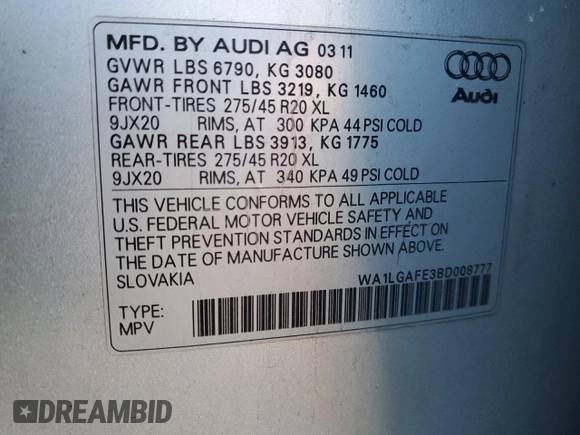 MFD. BY AUDI AG 03 11
GVWR LBS 6790, KG 3080
GAWR FRONT LBS 3219, KG 1460
FRONT-TIRES 275/45 R20 XL
9JX20 RIMS, AT 300 KPA 44 PSI COLD
GAWR REAR LBS 3913, KG 1775
REAR-TIRES 275/45 R20 XL
9JX20 RIMS, AT 340 KPA 49 PSI COLD
Audi
THIS VEHICLE CONFORMS TO ALL APPLICABLE
U.S. FEDERAL MOTOR VEHICLE SAFETY AND
THEFT PREVENTION STANDARDS IN EFFECT ON
THE DATE OF MANUFACTURE SHOWN ABOVE.
SLOVAKIA WA1LGAFE3BD008777
TYPE:
MPV
#DREAMBID